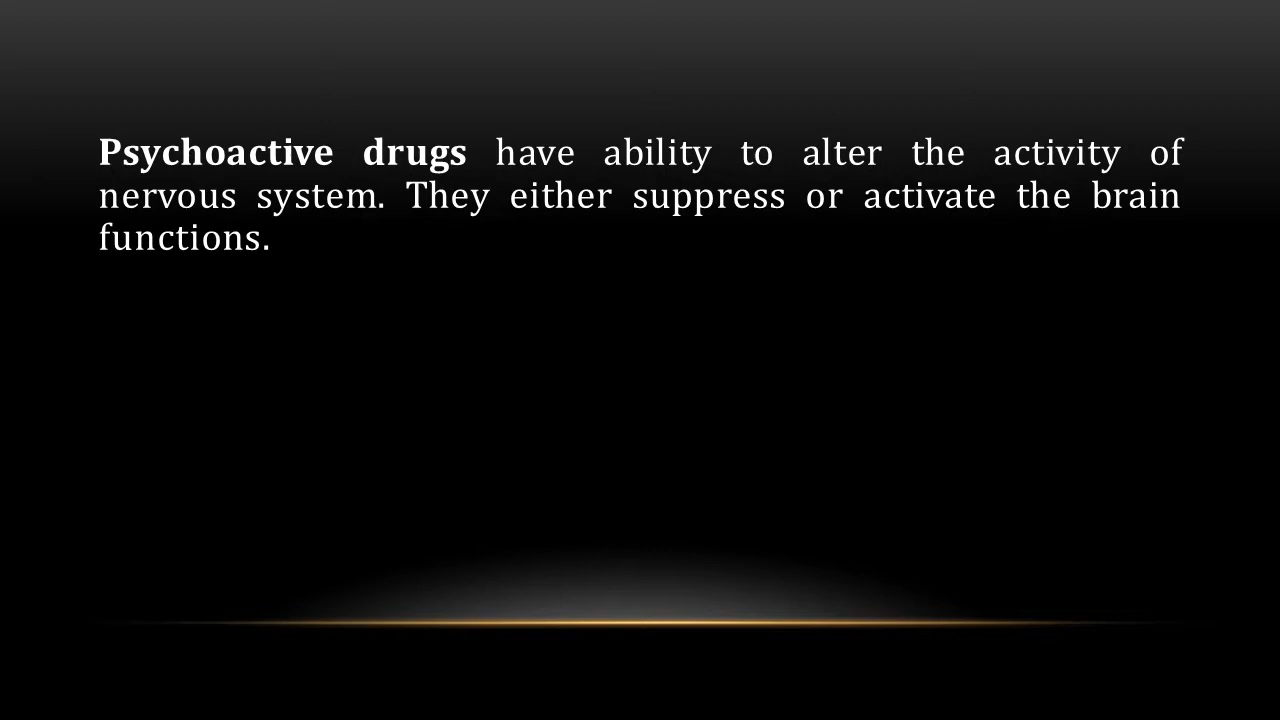 Psychoactive drugs have ability to alter the activity of
nervous system. They either suppress or activate the brain
functions.